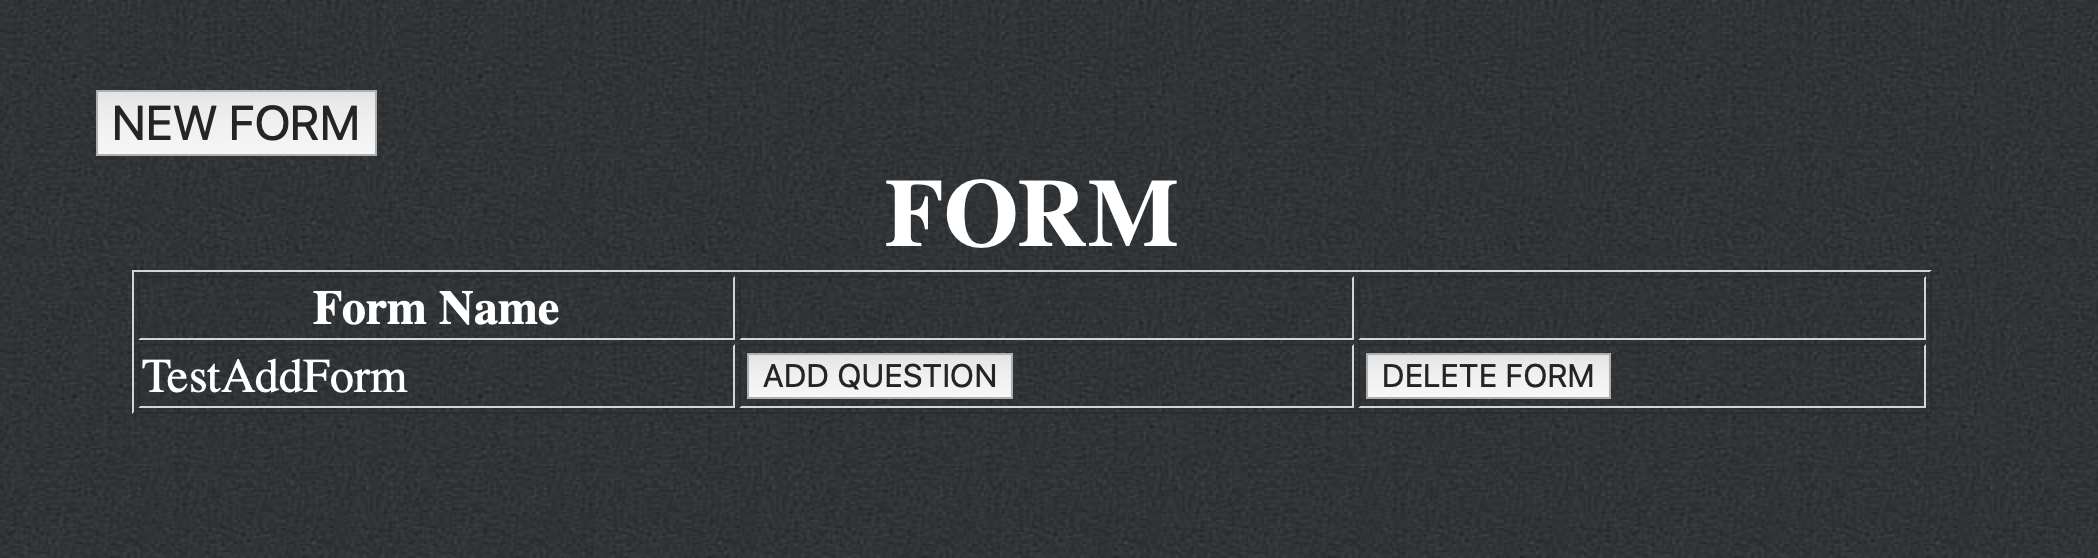 NEW FORM
FORM
Form Name
TestAddForm ADD QUESTION DELETE FORM